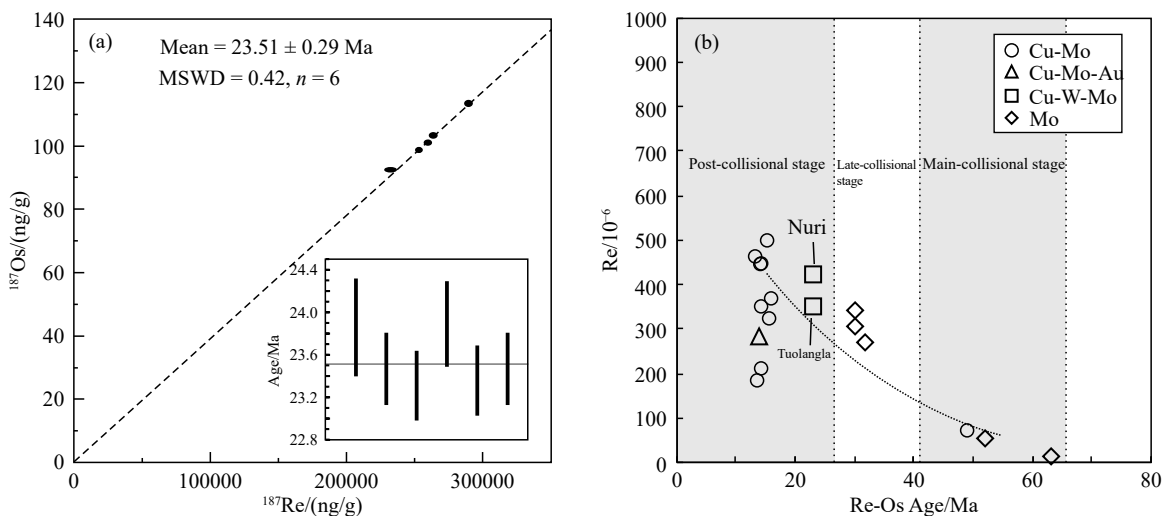 (a)
Mean = 23.51 ± 0.29 Ma
MSWD = 0.42, n = 6
140
120
100
80
60
40
20
0
¹⁸⁷Os/(ng/g)
0
100000
200000
300000
¹⁸⁷Re/(ng/g)
24.4
24.0
23.6
23.2
22.8
Age/Ma
(b)
Cu-Mo
Cu-Mo-Au
Cu-W-Mo
Mo
1000
900
800
700
600
500
400
300
200
100
0
Re/10⁻⁶
Post-collisional stage
Late-collisional
stage
Main-collisional stage
Nuri
Tuolangla
0
20
40
60
80
Re-Os Age/Ma